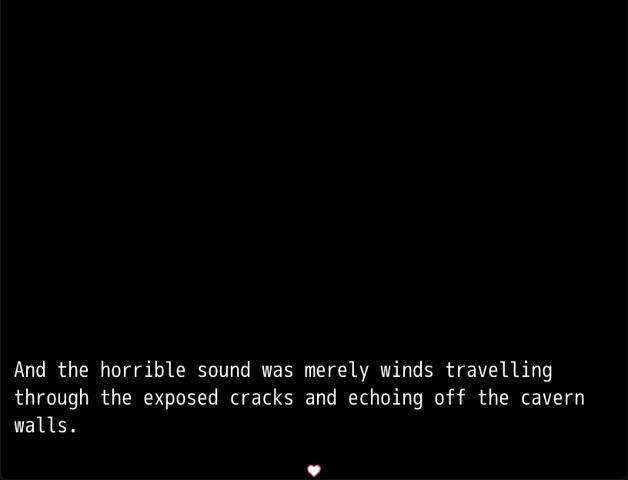 And the horrible sound was merely winds travelling
through the exposed cracks and echoing off the cavern
walls.